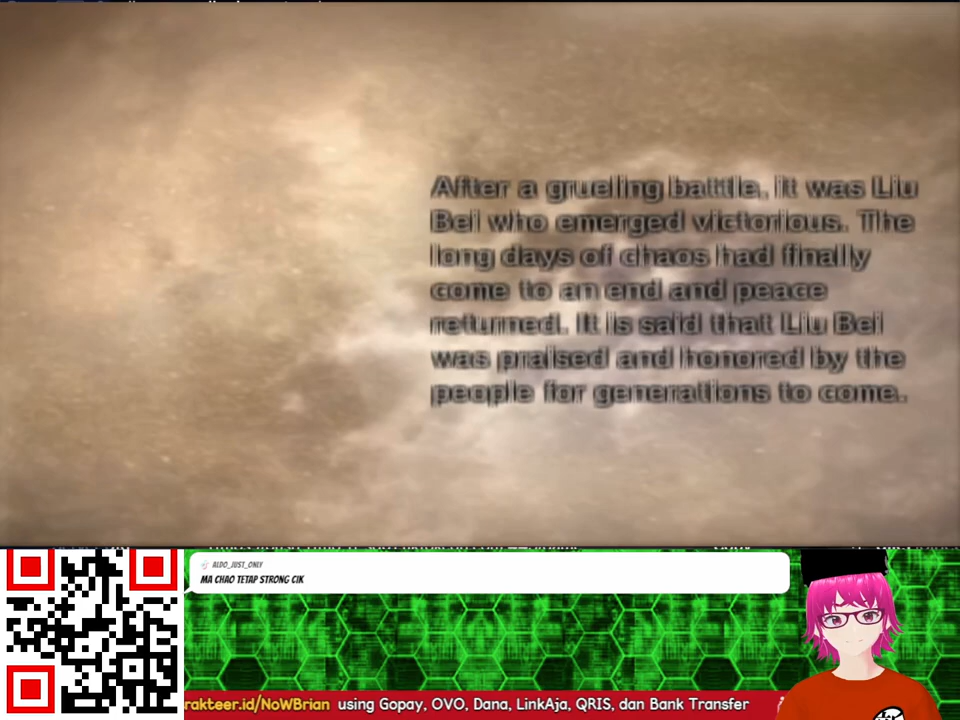 After a grueling battle, it was Liu
Bei who emerged victorious. The
long days of chaos had finally
come to an end and peace
returned. It is said that Liu Bei
was praised and honored by the
people for generations to come.
ALDO_JUST_ONLY
MA CHAO TETAP STRONG CIK
rakteer.id/NoWBrian using Gopay, OVO, Dana, LinkAja, QRIS, dan Bank Transfer